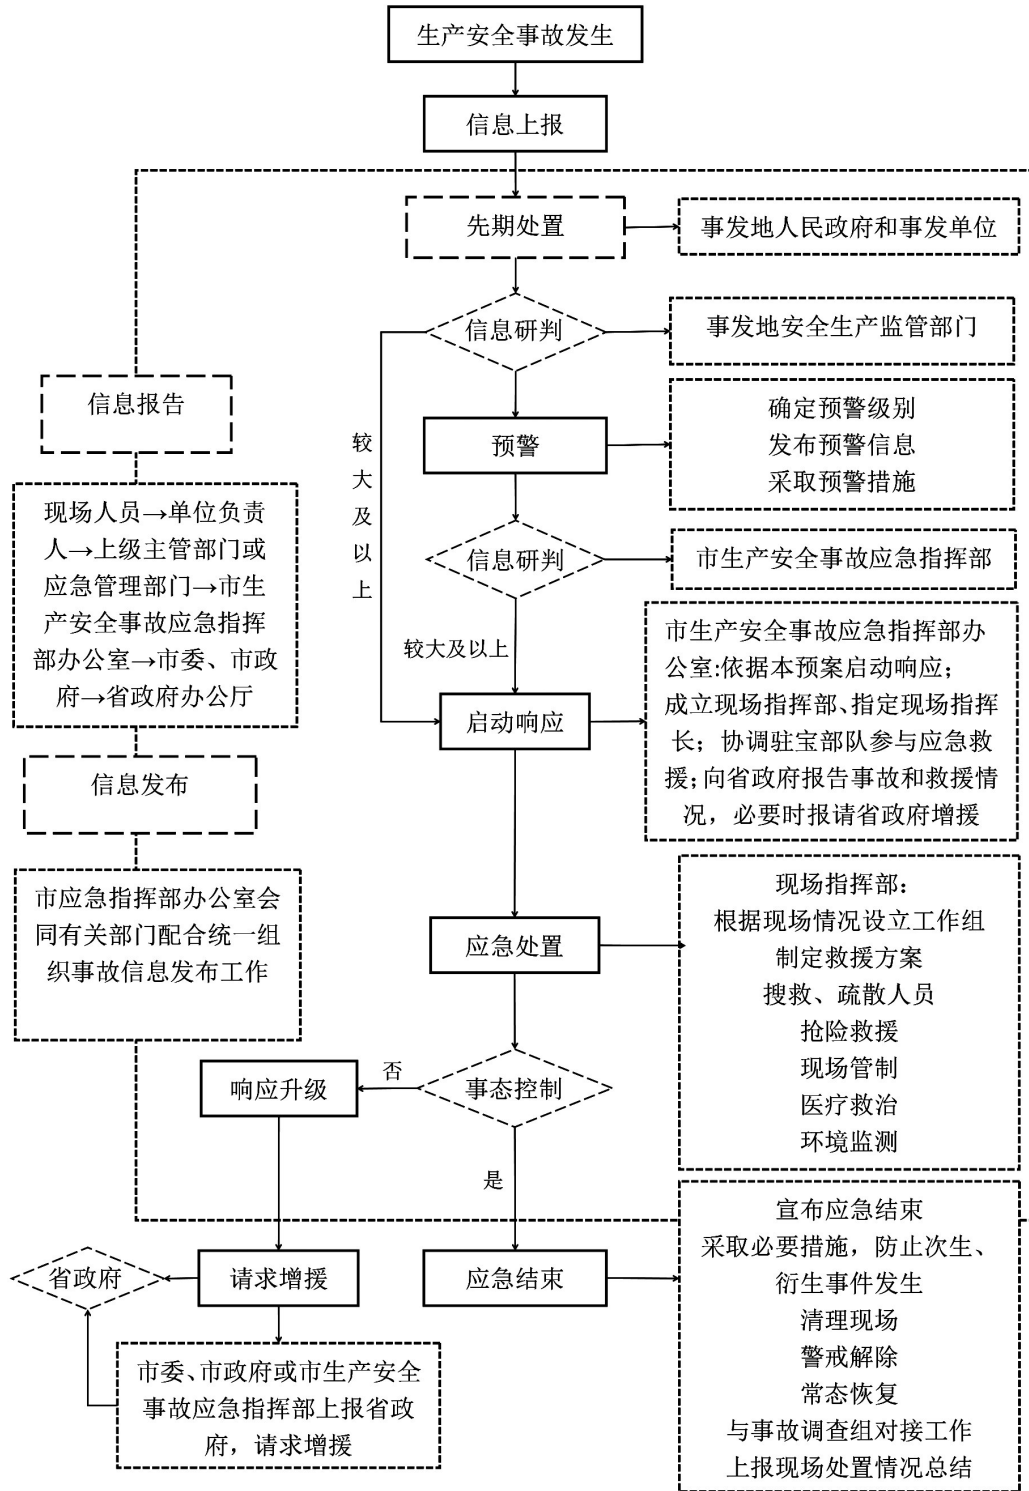 生产安全事故发生
信息上报
先期处置
事发地人民政府和事发单位
信息研判
事发地安全生产监管部门
信息报告
较
大
及
以
上
预警
确定预警级别
发布预警信息
采取预警措施
现场人员→单位负责
人→上级主管部门或
应急管理部门→市生
产安全事故应急指挥
部办公室→市委、市政
府→省政府办公厅
信息研判
市生产安全事故应急指挥部
较大及以上
启动响应
市生产安全事故应急指挥部办
公室:依据本预案启动响应；
成立现场指挥部、指定现场指挥
长；协调驻宝部队参与应急救
援；向省政府报告事故和救援情
况，必要时报请省政府增援
信息发布
市应急指挥部办公室会
同有关部门配合统一组
织事故信息发布工作
应急处置
现场指挥部：
根据现场情况设立工作组
制定救援方案
搜救、疏散人员
抢险救援
现场管制
医疗救治
环境监测
响应升级
否
事态控制
是
省政府
请求增援
应急结束
宣布应急结束
采取必要措施，防止次生、
衍生事件发生
清理现场
警戒解除
常态恢复
与事故调查组对接工作
上报现场处置情况总结
市委、市政府或市生产安全
事故应急指挥部上报省政
府，请求增援